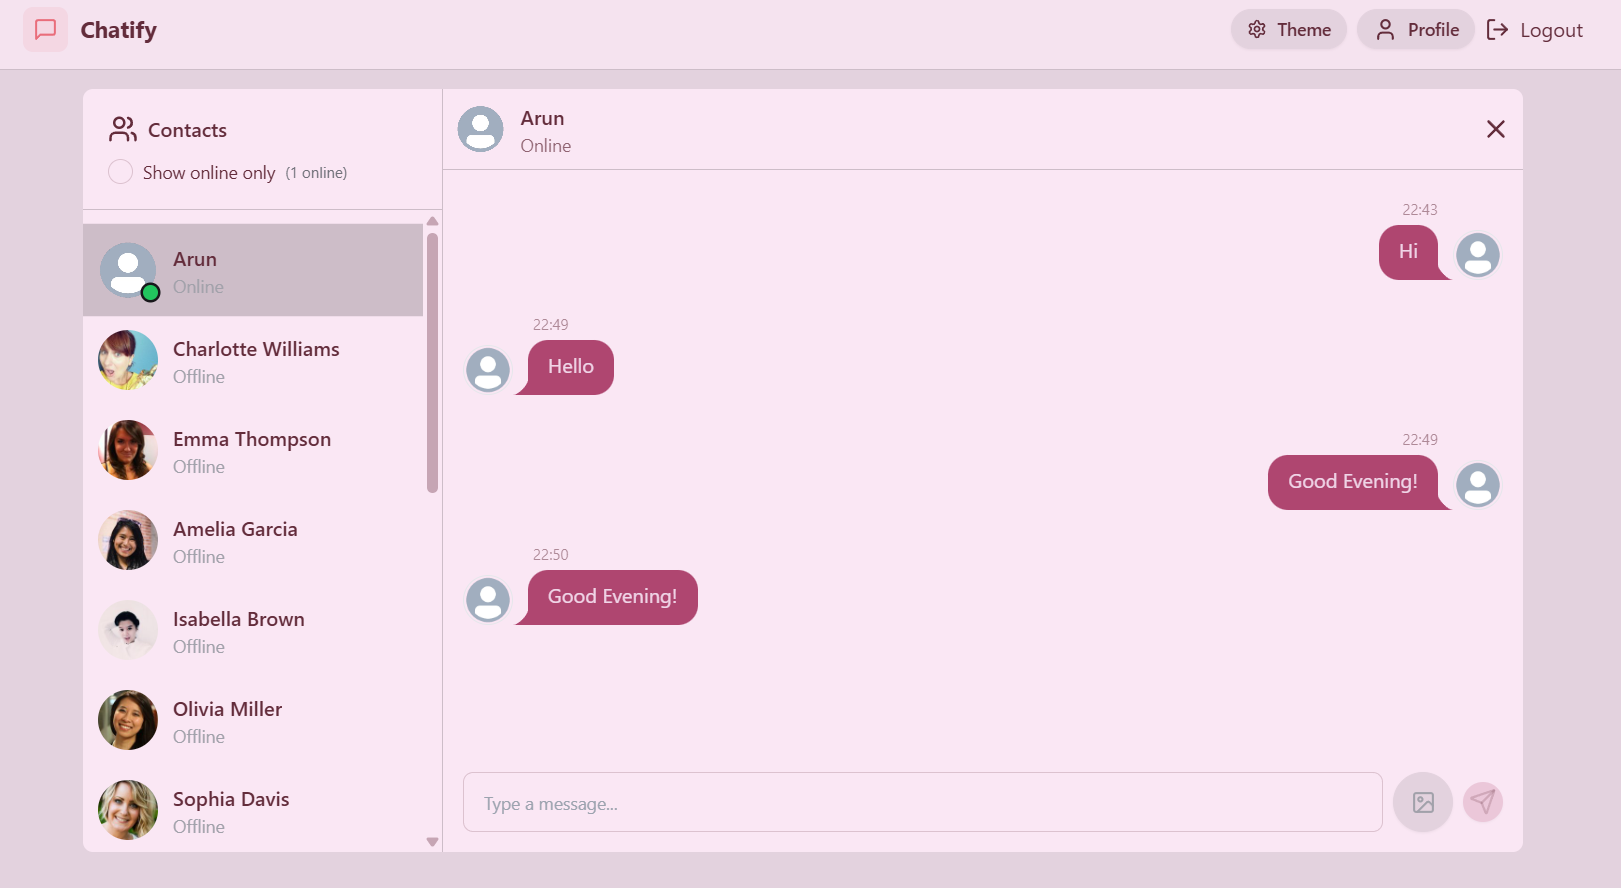 Chatify
Theme
Profile
Logout
Contacts
Show online only (1 online)
Arun
Online
Charlotte Williams
Offline
Emma Thompson
Offline
Amelia Garcia
Offline
Isabella Brown
Offline
Olivia Miller
Offline
Sophia Davis
Offline
Arun
Online
22:43
Hi
22:49
Hello
22:49
Good Evening!
22:50
Good Evening!
Type a message...